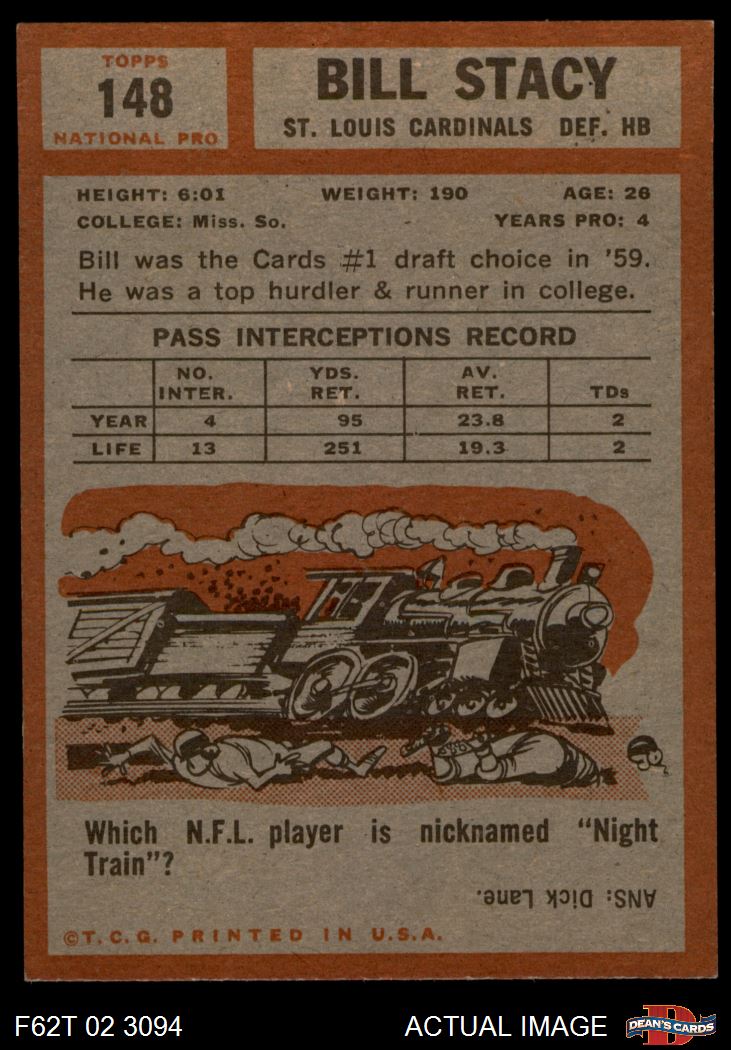 TOPPS
148
NATIONAL PRO
BILL STACY
ST. LOUIS CARDINALS DEF. HB
HEIGHT: 6:01 WEIGHT: 190 AGE: 26
COLLEGE: Miss. So. YEARS PRO: 4
Bill was the Cards #1 draft choice in '59.
He was a top hurdler & runner in college.
PASS INTERCEPTIONS RECORD
NO. INTER. YDS. RET. AV. RET. TDs
YEAR 4 95 23.8 2
LIFE 13 251 19.3 2
Which N.F.L. player is nicknamed "Night
Train"?
ANS: Dick Lane.
©T.C.G. PRINTED IN U.S.A.
F62T 02 3094 ACTUAL IMAGE D DEAN'S CARDS